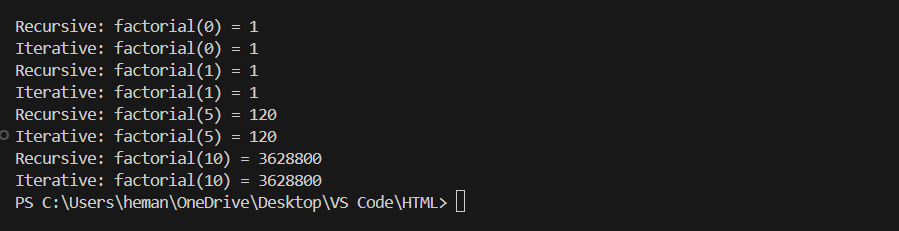 Recursive: factorial(0) = 1
Iterative: factorial(0) = 1
Recursive: factorial(1) = 1
Iterative: factorial(1) = 1
Recursive: factorial(5) = 120
Iterative: factorial(5) = 120
Recursive: factorial(10) = 3628800
Iterative: factorial(10) = 3628800
PS C:\Users\heman\OneDrive\Desktop\VS Code\HTML>